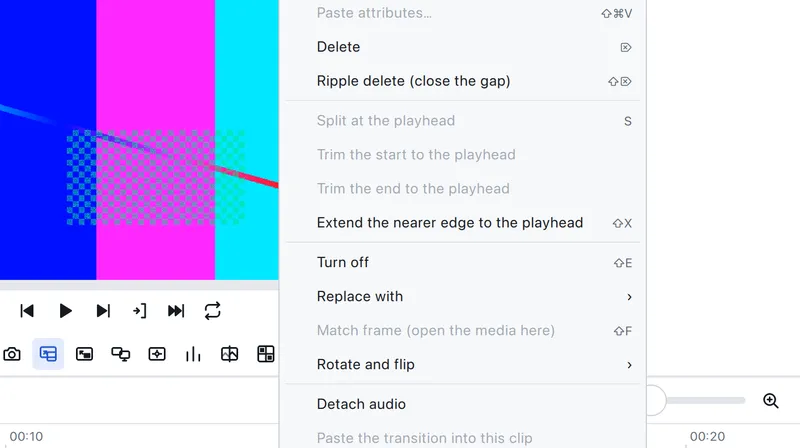 Paste attributes… ⇧⌘V
Delete ⌦
Ripple delete (close the gap) ⇧⌦
Split at the playhead S
Trim the start to the playhead
Trim the end to the playhead
Extend the nearer edge to the playhead ⇧X
Turn off ⇧E
Replace with ›
Match frame (open the media here) ⇧F
Rotate and flip ›
Detach audio
00:10
00:20
Paste the transition into this clip